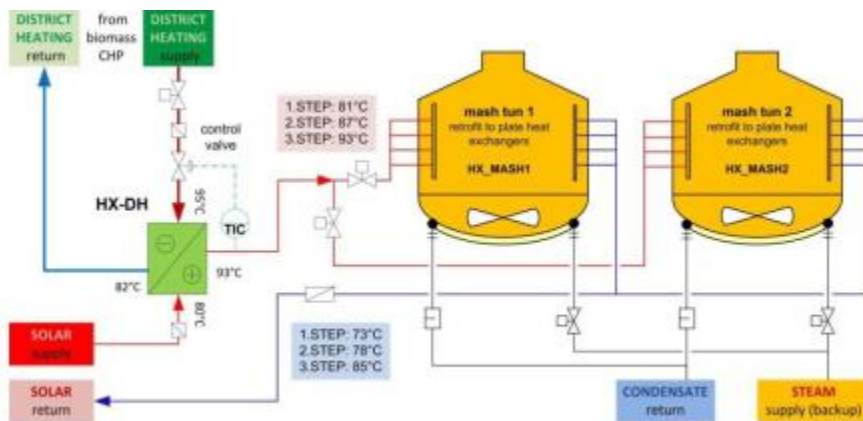 DISTRICT
HEATING
return
from
biomass
CHP
DISTRICT
HEATING
supply
control
valve
1.STEP: 81°C
2.STEP: 87°C
3.STEP: 93°C
mash tun 1
retrofit to plate heat
exchangers
HX_MASH1
mash tun 2
retrofit to plate heat
exchangers
HX_MASH2
HX-DH
95°C
TIC
82°C
93°C
80°C
SOLAR
supply
1.STEP: 73°C
2.STEP: 78°C
3.STEP: 85°C
SOLAR
return
CONDENSATE
return
STEAM
supply (backup)